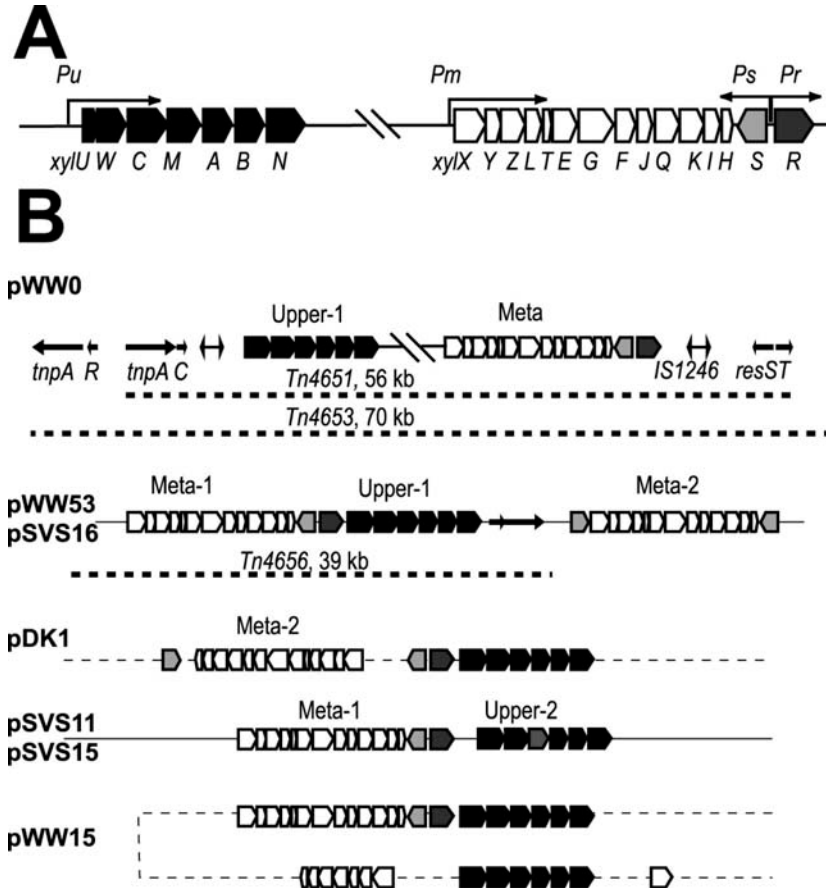 A
Pu Pm Ps Pr
xylU W C M A B N xylX Y Z L T E G F J Q K I H S R
B
pWW0
Upper-1 Meta
tnpA R tnpA C IS1246 resST
Tn4651, 56 kb
Tn4653, 70 kb
pWW53 Meta-1 Upper-1 Meta-2
pSVS16
Tn4656, 39 kb
pDK1 Meta-2
pSVS11 Meta-1 Upper-2
pSVS15
pWW15